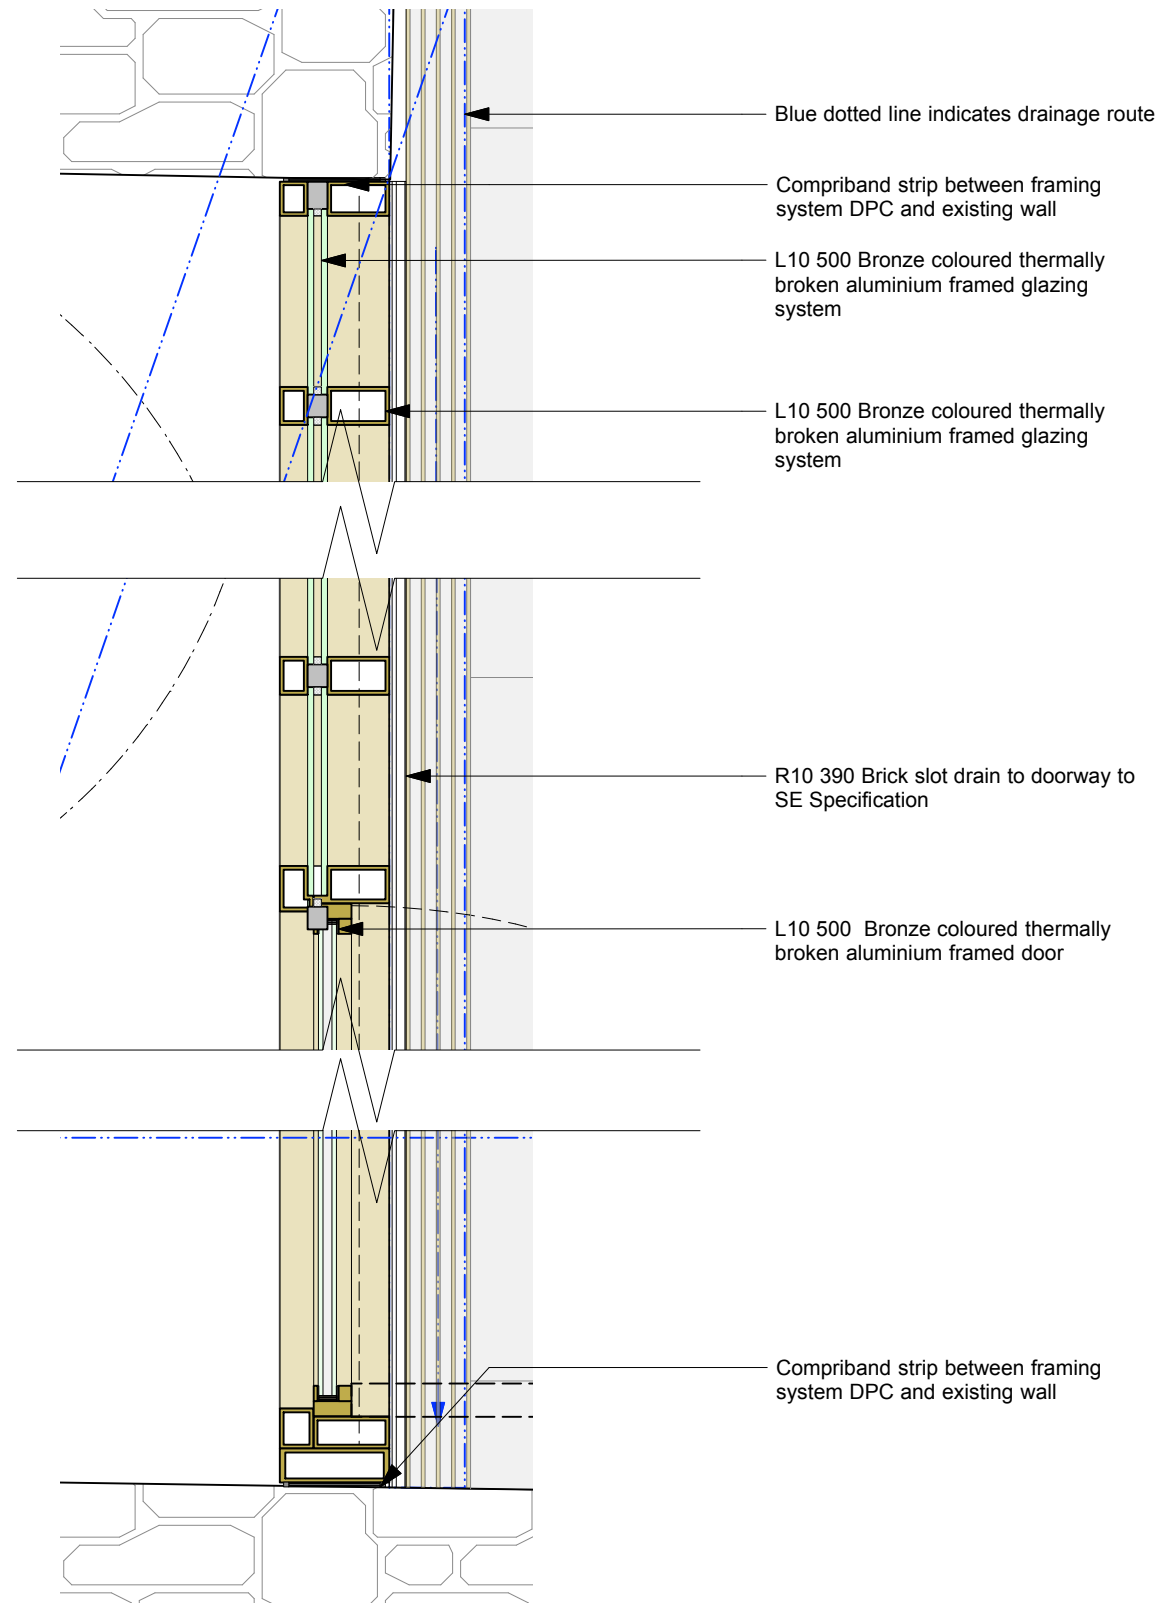 Blue dotted line indicates drainage route
Compriband strip between framing
system DPC and existing wall
L10 500 Bronze coloured thermally
broken aluminium framed glazing
system
L10 500 Bronze coloured thermally
broken aluminium framed glazing
system
R10 390 Brick slot drain to doorway to
SE Specification
L10 500  Bronze coloured thermally
broken aluminium framed door
Compriband strip between framing
system DPC and existing wall